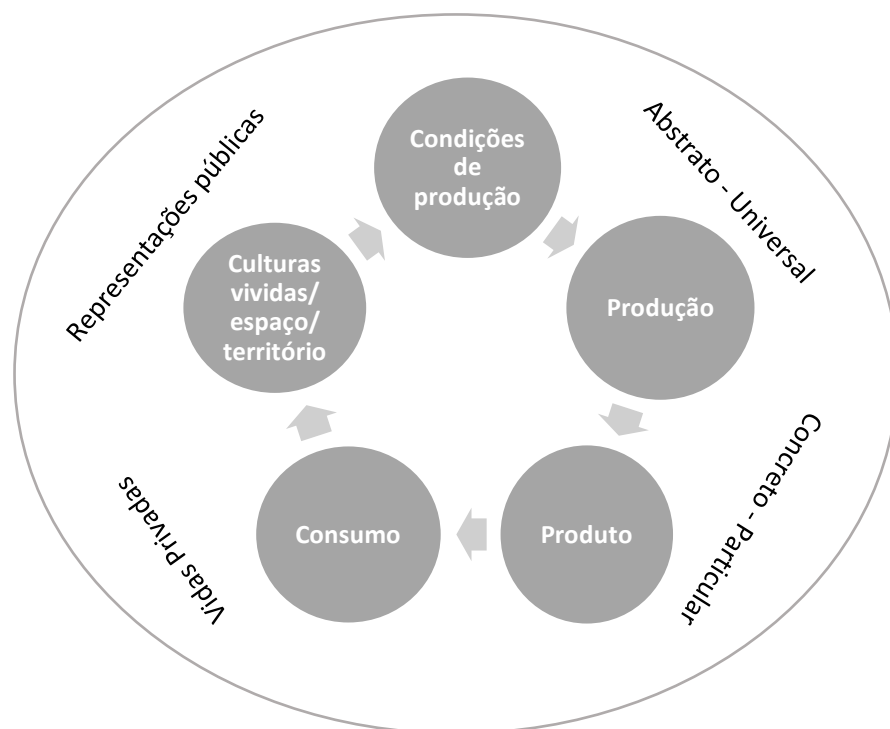 Representações públicas
Abstrato - Universal
Condições
de
produção
Culturas
vividas/
espaço/
território
Produção
Consumo
Produto
Vidas Privadas
Concreto - Particular